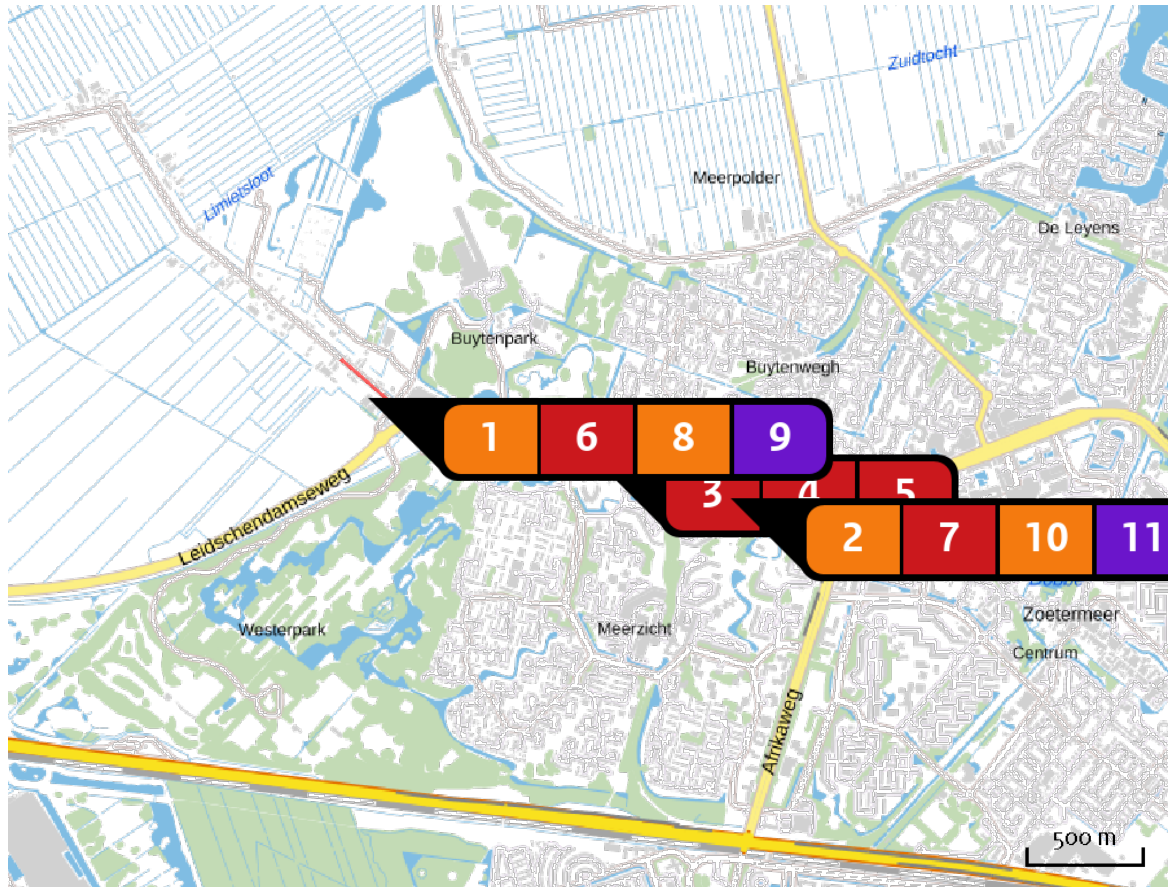 Zuidtocht
Meerpolder
Limietsloot
De Leyens
Buytenpark
Buytenwegh
1 6 8 9
3 4 5
2 7 10 11
Leidschendamseweg
Dobbe
Zoetermeer
Westerpark
Meerzicht
Centrum
Afrikaweg
500 m